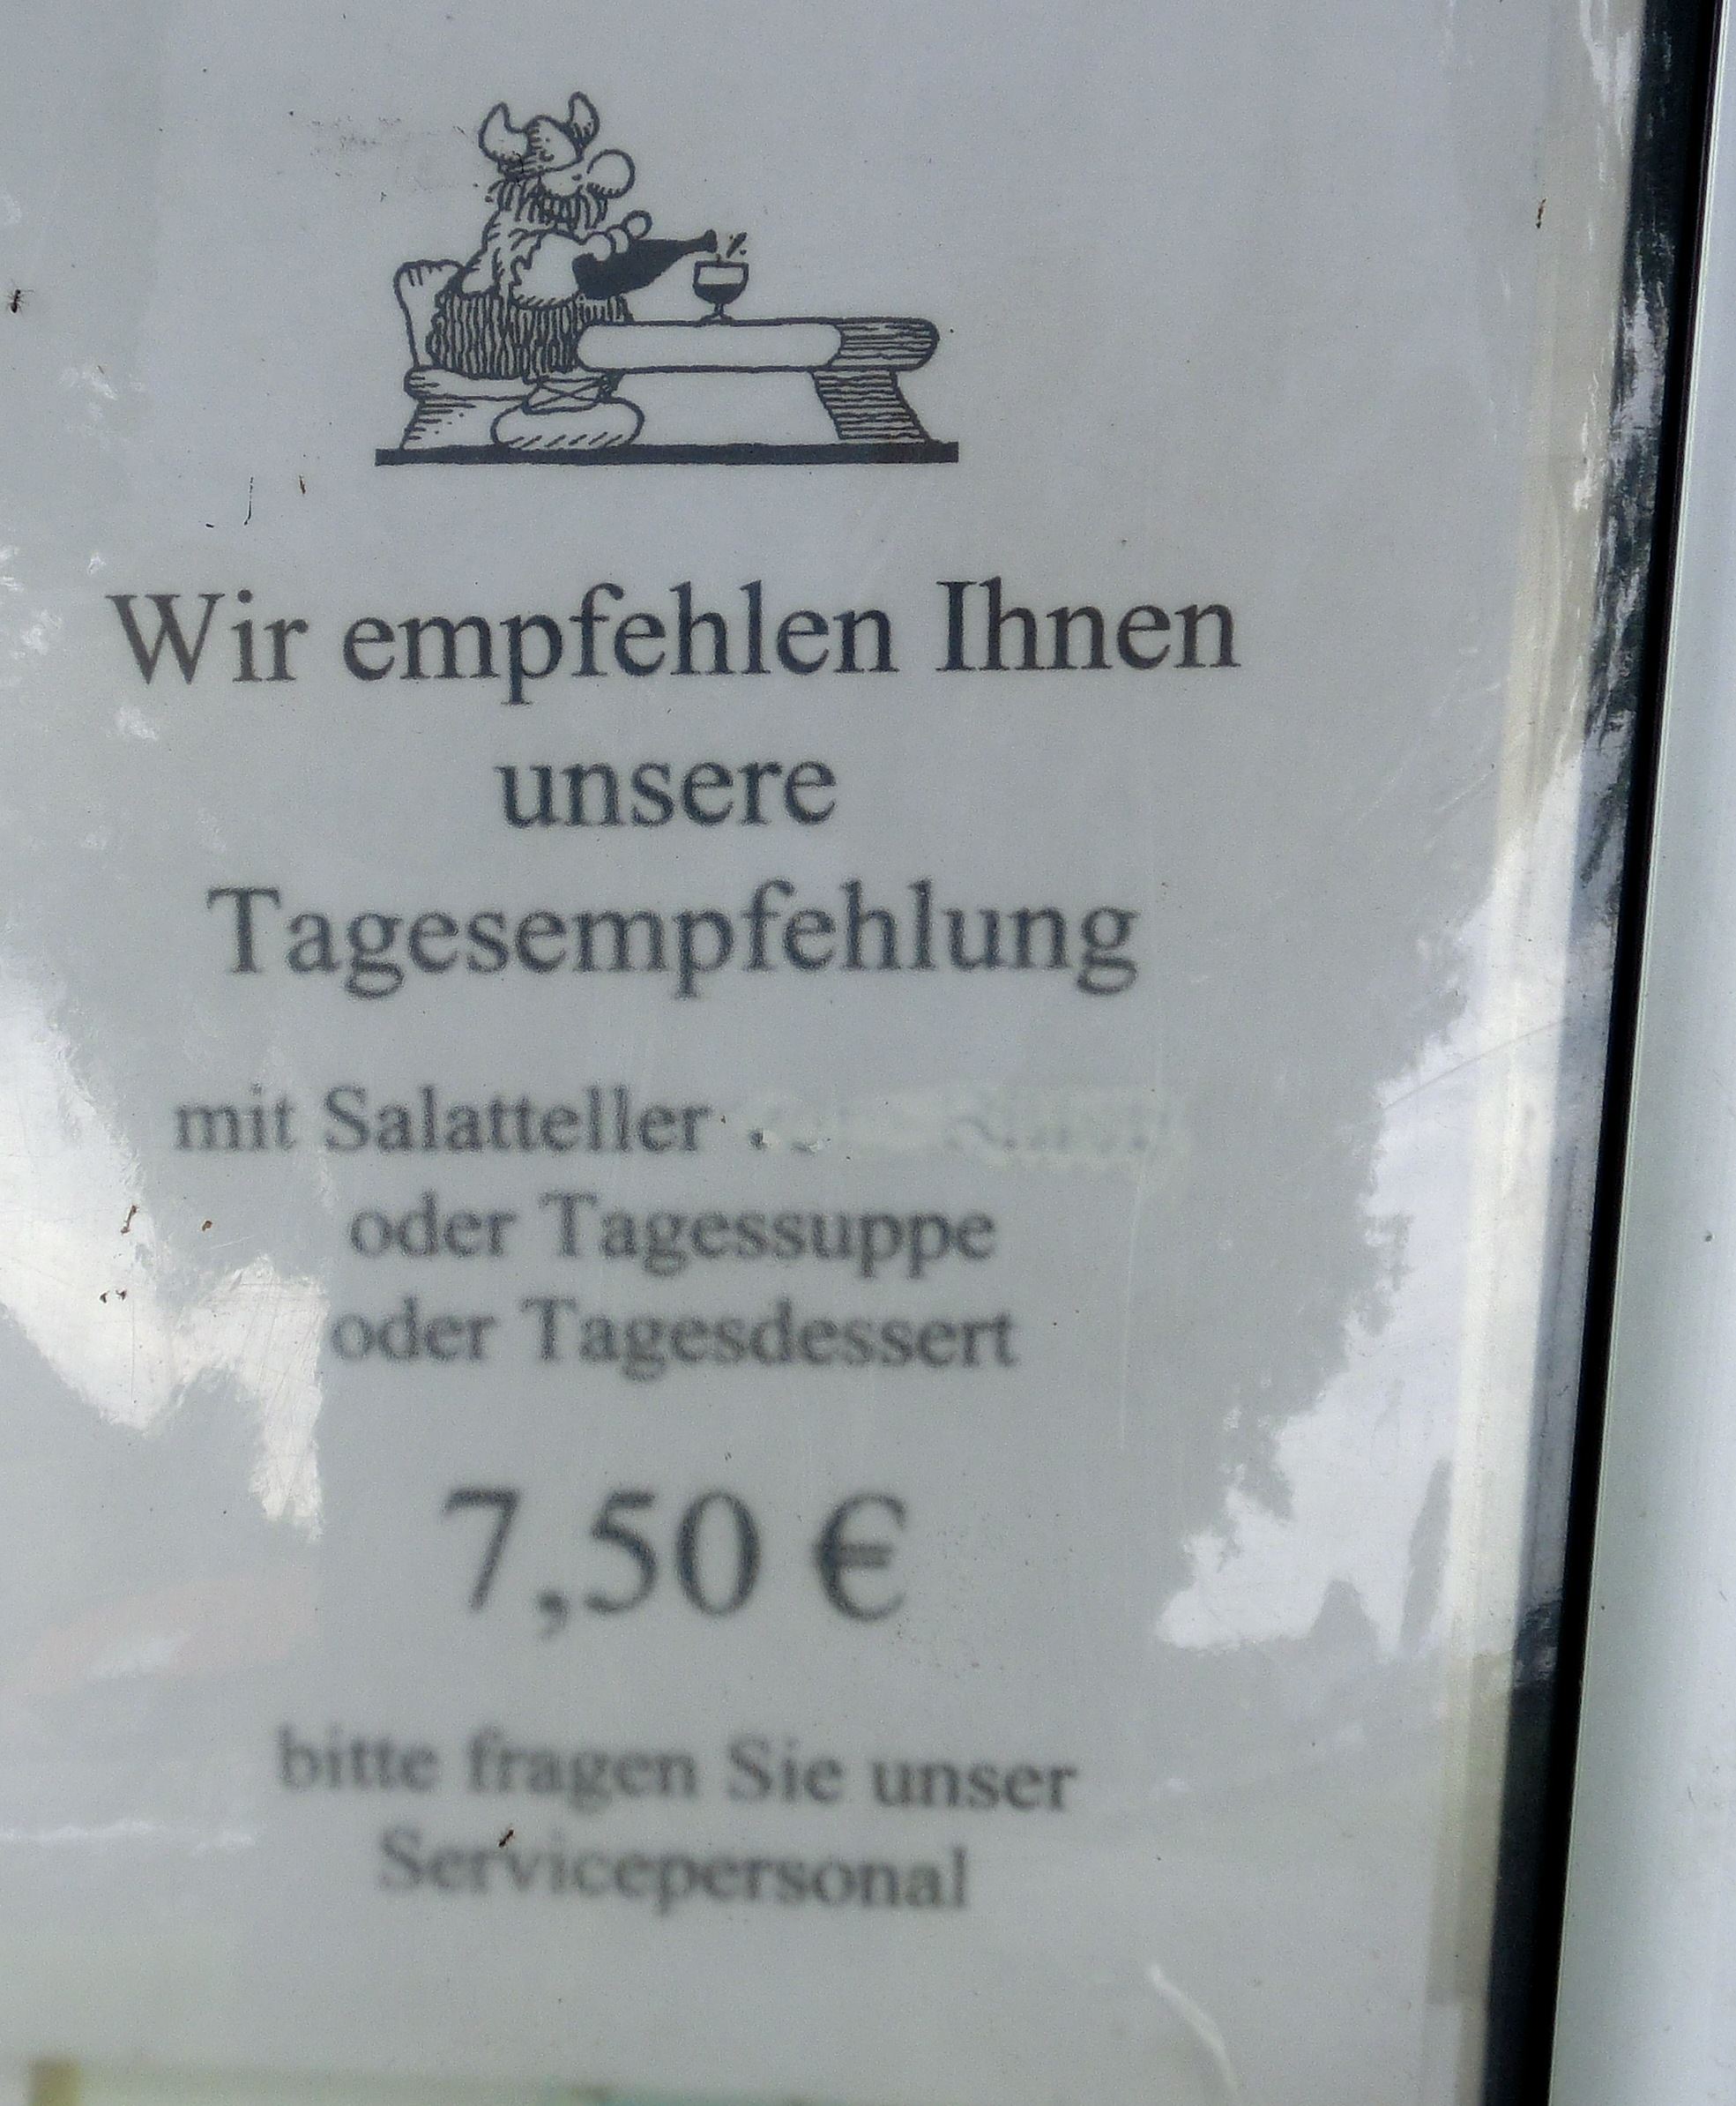 Wir empfehlen Ihnen
unsere
Tagesempfehlung
mit Salatteller
oder Tagessuppe
oder Tagesdessert
7,50 €
bitte fragen Sie unser
Servicepersonal